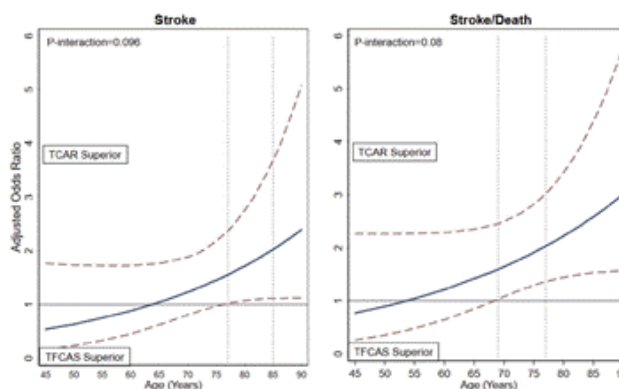 Stroke
Stroke/Death
Adjusted Odds Ratio
6
5
4
3
2
1
0
P-interaction=0.096
TCAR Superior
TFCAS Superior
45 50 55 60 65 70 75 80 85 90
Age (Years)
6
5
4
3
2
1
0
P-interaction=0.08
TCAR Superior
TFCAS Superior
45 50 55 60 65 70 75 80 85 90
Age (Years)